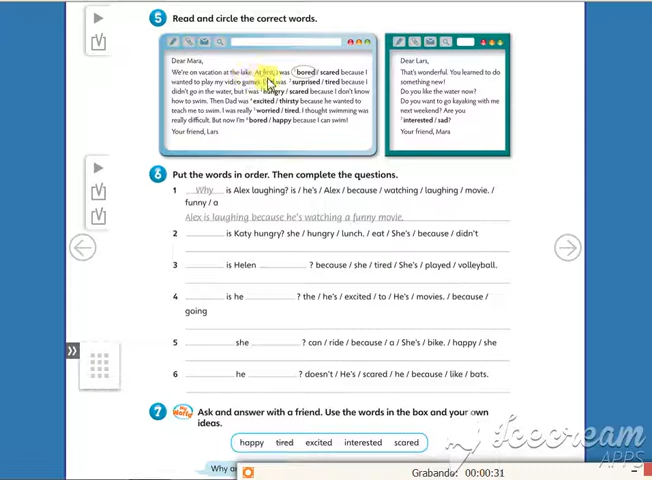 5 Read and circle the correct words.
Dear Mara,
We're on vacation at the lake. At first, I was ¹bored / scared because I
wanted to play my video games. Dad was ²surprised / tired because I
didn't go in the water, but I was ³hungry / scared because I don't know
how to swim. Then Dad was ⁴excited / thirsty because he wanted to
teach me to swim. I was really ⁵worried / tired. I thought swimming was
really difficult. But now I'm ⁶bored / happy because I can swim!
Your friend, Lars
Dear Lars,
That's wonderful. You learned to do
something new!
Do you like the water now?
Do you want to go kayaking with me
next weekend? Are you
⁷interested / sad?
Your friend, Mara
6 Put the words in order. Then complete the questions.
1 Why is Alex laughing? is / he's / Alex / because / watching / laughing / movie. /
funny / a
Alex is laughing because he's watching a funny movie.
2 is Katy hungry? she / hungry / lunch. / eat / She's / because / didn't
3 is Helen ? because / she / tired / She's / played / volleyball.
4 is he ? the / he's / excited / to / He's / movies. / because /
going
5 she ? can / ride / because / a / She's / bike. / happy / she
6 he ? doesn't / He's / scared / he / because / like / bats.
7 My World Ask and answer with a friend. Use the words in the box and your own
ideas.
happy tired excited interested scared
Why
Icecream
APPS
Grabando: 00:00:31